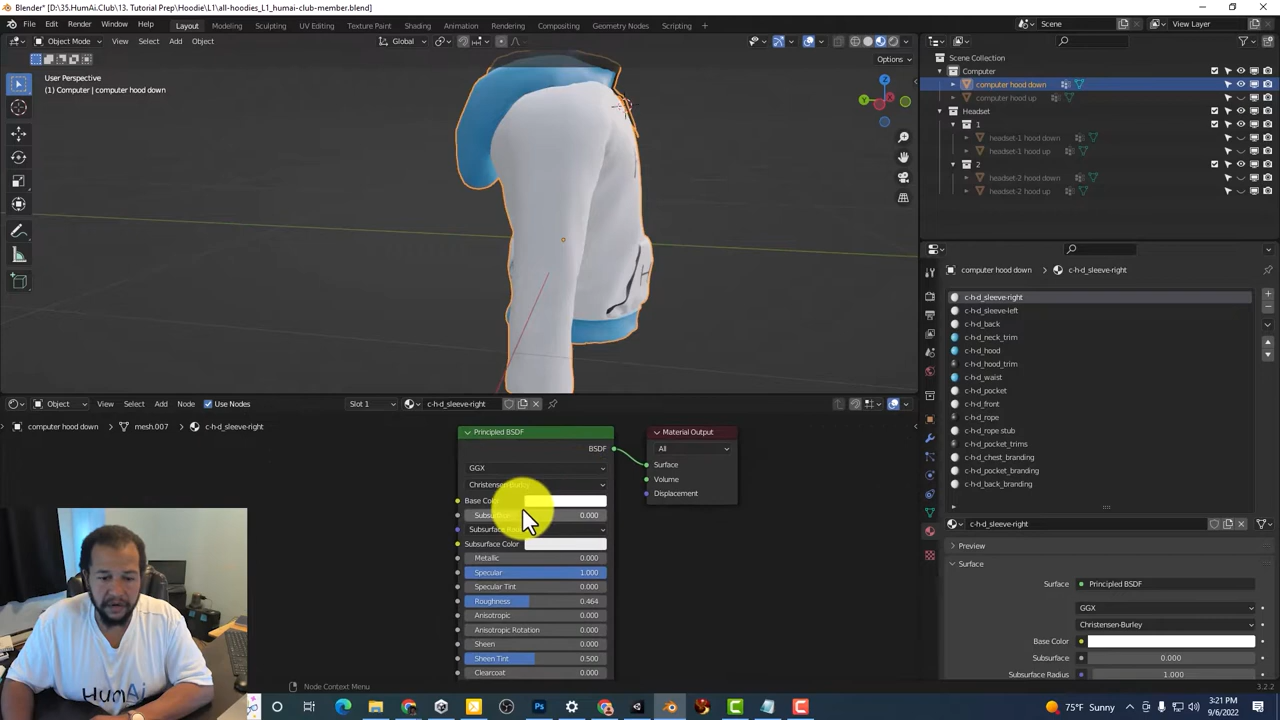 Blender* [D:\35.HumAi.Club\13. Tutorial Prep\Hoodie\L1\all-hoodies_L1_humai-club-member.blend]
File Edit Render Window Help Layout Modeling Sculpting UV Editing Texture Paint Shading Animation Rendering Compositing Geometry Nodes Scripting Scene View Layer
Object Mode View Select Add Object Global
Options
User Perspective
(1) Computer | computer hood down
Scene Collection
Computer
computer hood down
computer hood up
Headset
1
headset-1 hood down
headset-1 hood up
2
headset-2 hood down
headset-2 hood up
computer hood down c-h-d_sleeve-right
c-h-d_sleeve-right
c-h-d_sleeve-left
c-h-d_back
c-h-d_neck_trim
c-h-d_hood
c-h-d_hood_trim
c-h-d_waist
c-h-d_pocket
c-h-d_front
c-h-d_rope
c-h-d_rope stub
c-h-d_pocket_trims
c-h-d_chest_branding
c-h-d_pocket_branding
c-h-d_back_branding
c-h-d_sleeve-right
Preview
Surface
Surface Principled BSDF
GGX
Christensen-Burley
Base Color
Subsurface 0.000
Subsurface Radius 1.000
Object View Select Add Node Use Nodes Slot 1 c-h-d_sleeve-right
computer hood down mesh.007 c-h-d_sleeve-right
Principled BSDF
BSDF
GGX
Christensen-Burley
Base Color
0.000
Subsurface Color
Metallic 0.000
Specular 1.000
Specular Tint 0.000
Roughness 0.464
Anisotropic 0.000
Anisotropic Rotation 0.000
Sheen 0.000
Sheen Tint 0.500
Clearcoat 0.000
Material Output
All
Surface
Volume
Displacement
HumAi
Node Context Menu
3.2.2
75°F Sunny
3:21 PM
9/6/2022